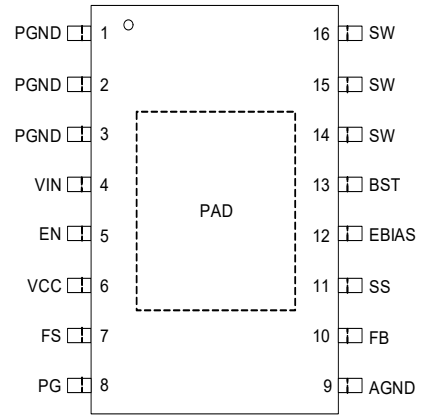 PGND 1 16 SW
PGND 2 15 SW
PGND 3 14 SW
VIN 4 13 BST
PAD
EN 5 12 EBIAS
VCC 6 11 SS
FS 7 10 FB
PG 8 9 AGND